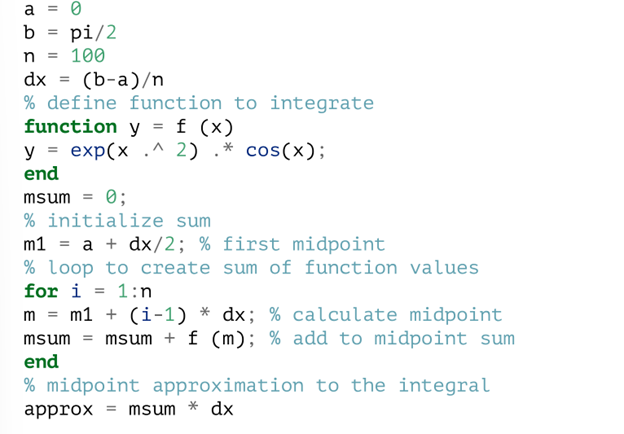 a = 0
b = pi/2
n = 100
dx = (b-a)/n
% define function to integrate
function y = f (x)
y = exp(x .^ 2) .* cos(x);
end
msum = 0;
% initialize sum
m1 = a + dx/2; % first midpoint
% loop to create sum of function values
for i = 1:n
m = m1 + (i-1) * dx; % calculate midpoint
msum = msum + f (m); % add to midpoint sum
end
% midpoint approximation to the integral
approx = msum * dx